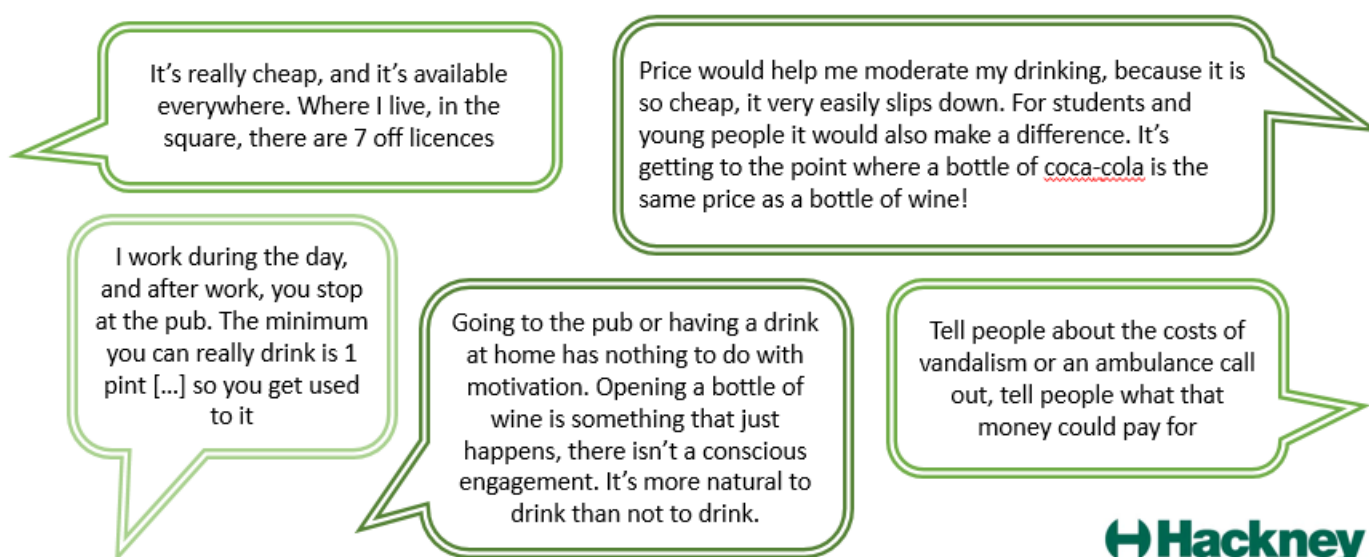 It’s really cheap, and it’s available
everywhere. Where I live, in the
square, there are 7 off licences
Price would help me moderate my drinking, because it is
so cheap, it very easily slips down. For students and
young people it would also make a difference. It’s
getting to the point where a bottle of coca-cola is the
same price as a bottle of wine!
I work during the day,
and after work, you stop
at the pub. The minimum
you can really drink is 1
pint [...] so you get used
to it
Going to the pub or having a drink
at home has nothing to do with
motivation. Opening a bottle of
wine is something that just
happens, there isn’t a conscious
engagement. It’s more natural to
drink than not to drink.
Tell people about the costs of
vandalism or an ambulance call
out, tell people what that
money could pay for
Hackney